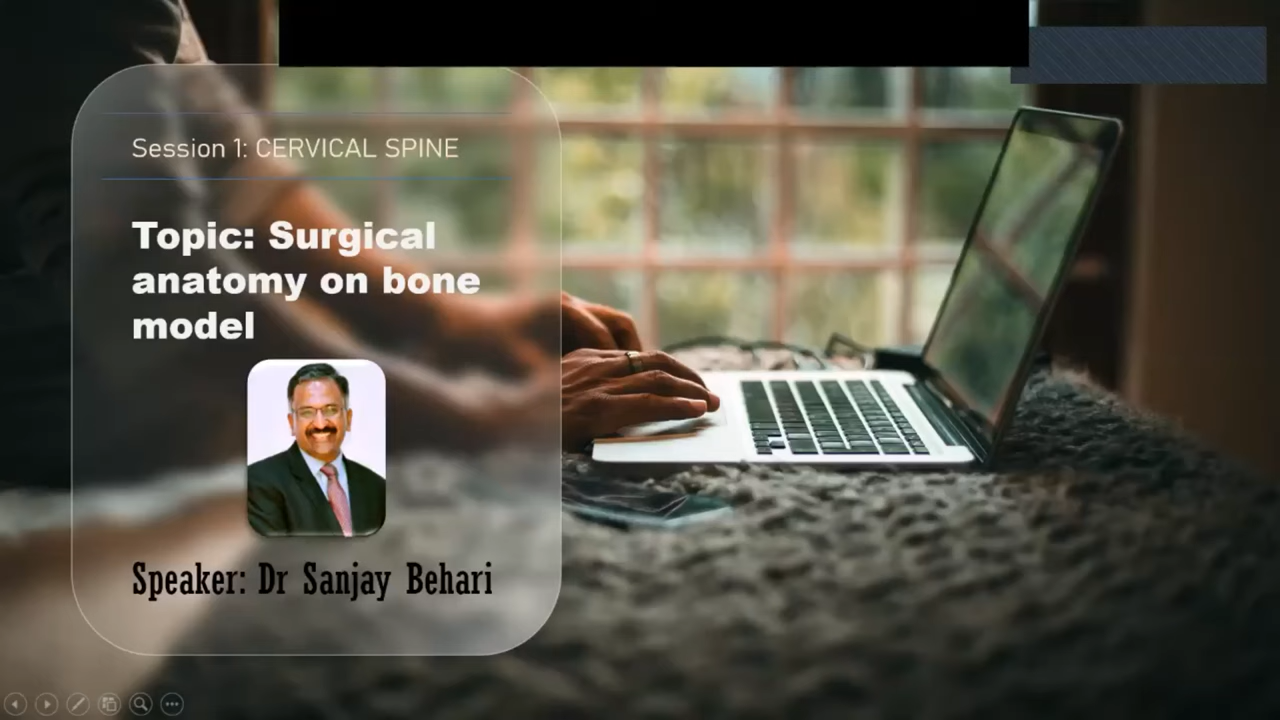 Session 1: CERVICAL SPINE
Topic: Surgical
anatomy on bone
model
Speaker: Dr Sanjay Behari